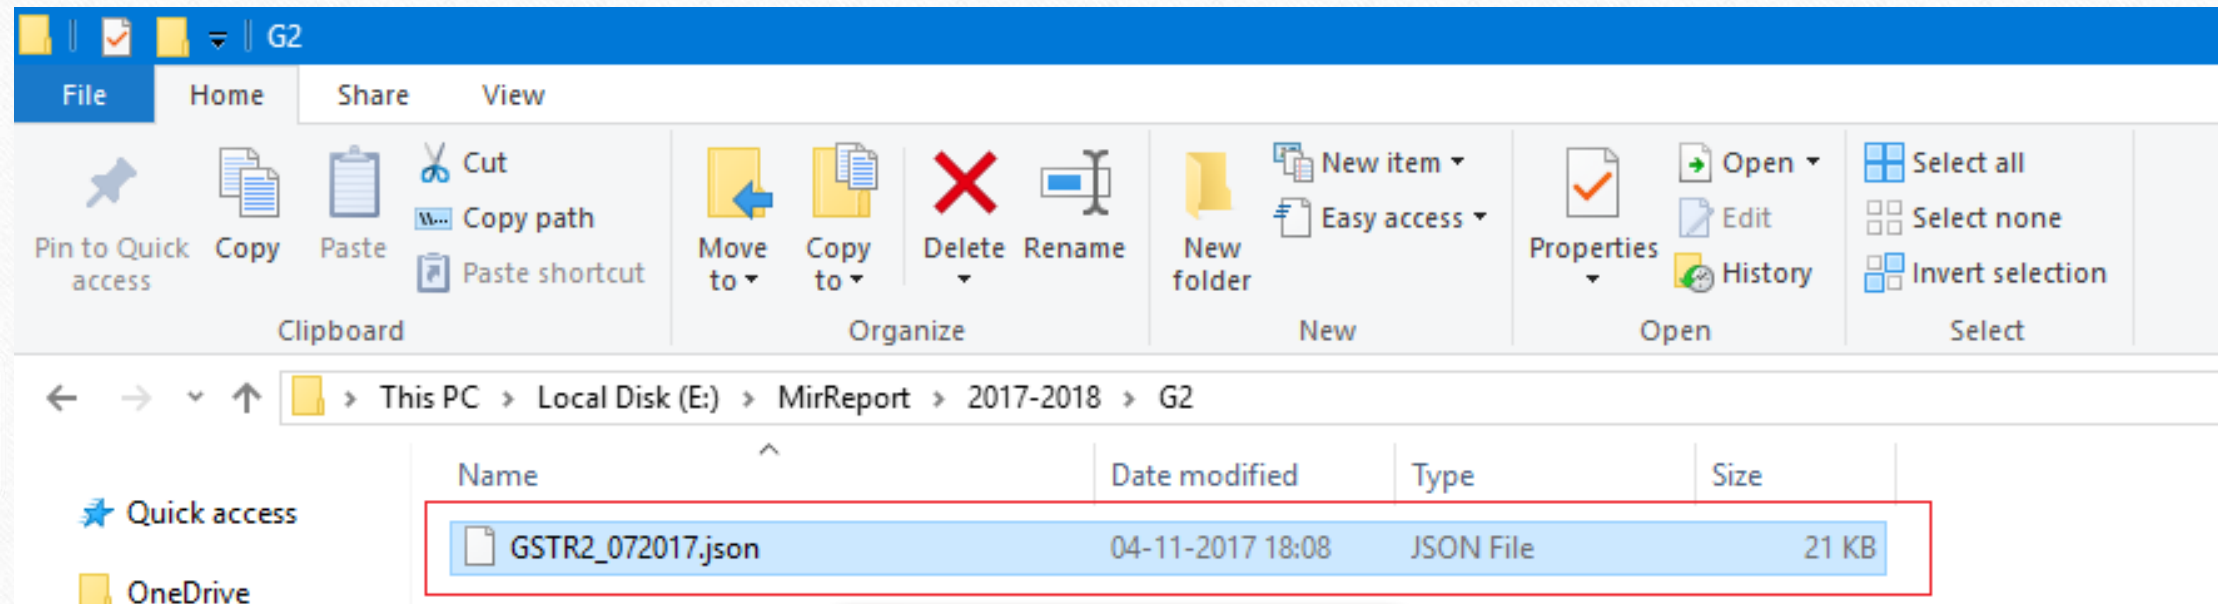 G2
File Home Share View
Pin to Quick access
Copy
Paste
Cut
Copy path
Paste shortcut
Clipboard
Move to
Copy to
Delete
Rename
Organize
New folder
New item
Easy access
New
Properties
Open
Edit
History
Open
Select all
Select none
Invert selection
Select
This PC > Local Disk (E:) > MirReport > 2017-2018 > G2
Name Date modified Type Size
Quick access
GSTR2_072017.json 04-11-2017 18:08 JSON File 21 KB
OneDrive